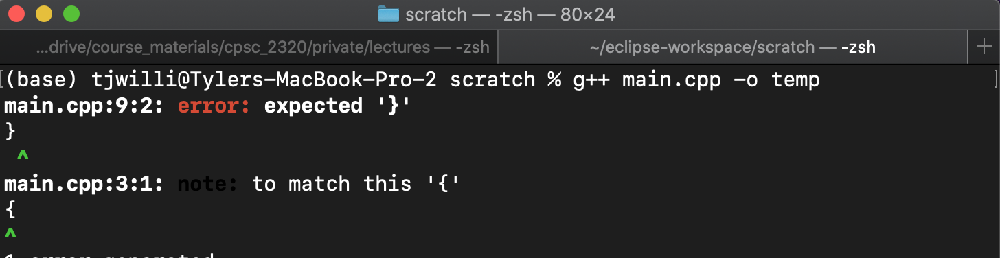 scratch — -zsh — 80×24
...drive/course_materials/cpsc_2320/private/lectures — -zsh
~/eclipse-workspace/scratch — -zsh
[(base) tjwilli@Tylers-MacBook-Pro-2 scratch % g++ main.cpp -o temp ]
main.cpp:9:2: error: expected '}'
}
^
main.cpp:3:1: note: to match this '{'
{
^
1 error generated